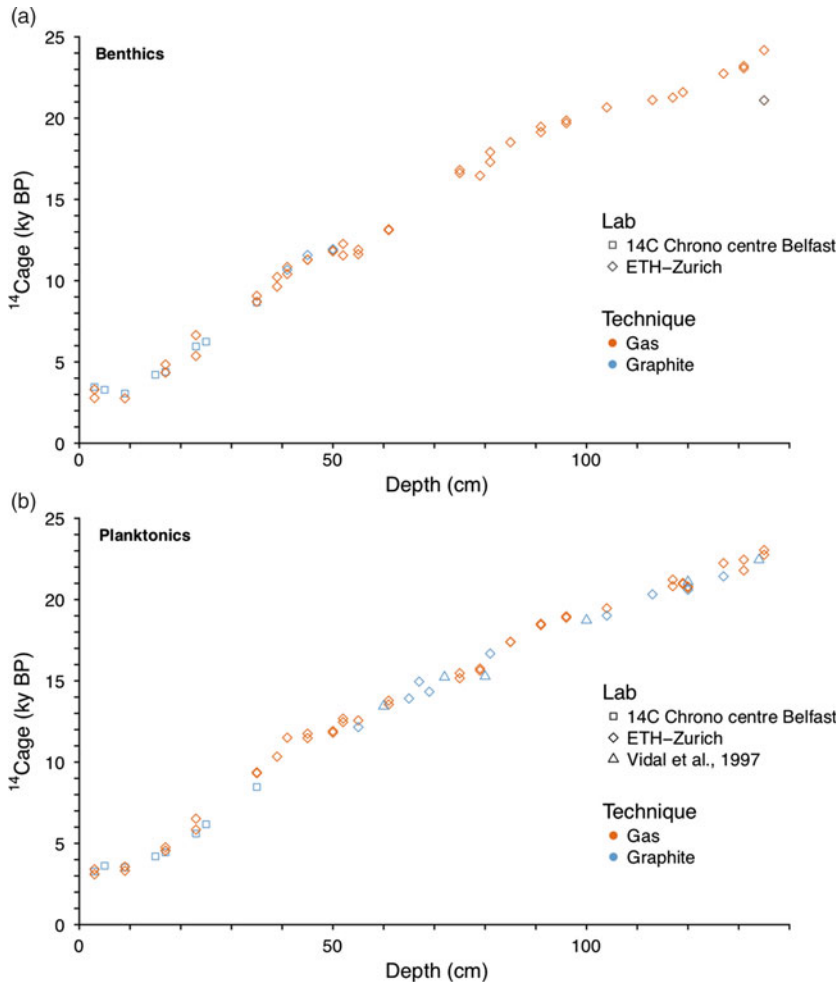 (a)
25
Benthics
20
15
10
5
0
¹⁴Cage (ky BP)
Lab
14C Chrono centre Belfast
ETH−Zurich
Technique
Gas
Graphite
0 50 100
Depth (cm)
(b)
25
Planktonics
20
15
10
5
0
¹⁴Cage (ky BP)
Lab
14C Chrono centre Belfast
ETH−Zurich
Vidal et al., 1997
Technique
Gas
Graphite
0 50 100
Depth (cm)